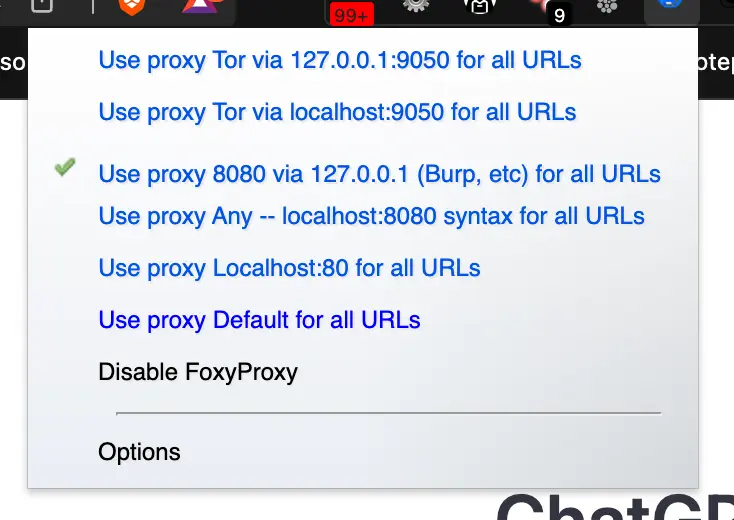 99+
9
so
Use proxy Tor via 127.0.0.1:9050 for all URLs
Use proxy Tor via localhost:9050 for all URLs
Use proxy 8080 via 127.0.0.1 (Burp, etc) for all URLs
Use proxy Any -- localhost:8080 syntax for all URLs
Use proxy Localhost:80 for all URLs
Use proxy Default for all URLs
Disable FoxyProxy
Options